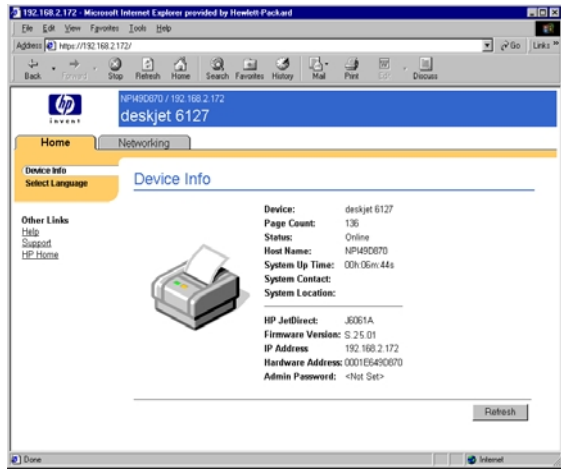 192.168.2.172 - Microsoft Internet Explorer provided by Hewlett-Packard
File Edit View Favorites Tools Help
Address https://192.168.2.172/ Go Links »
Back Forward Stop Refresh Home Search Favorites History Mail Print Edit Discuss
hp
invent
NPI49D870 / 192.168.2.172
deskjet 6127
Home Networking
Device Info
Select Language
Device Info
Other Links
Help
Support
HP Home
Device: deskjet 6127
Page Count: 136
Status: Online
Host Name: NPI49D870
System Up Time: 00h:06m:44s
System Contact:
System Location:
HP JetDirect: J6061A
Firmware Version: S.25.01
IP Address 192.168.2.172
Hardware Address: 0001E649D870
Admin Password: <Not Set>
Refresh
Done Internet